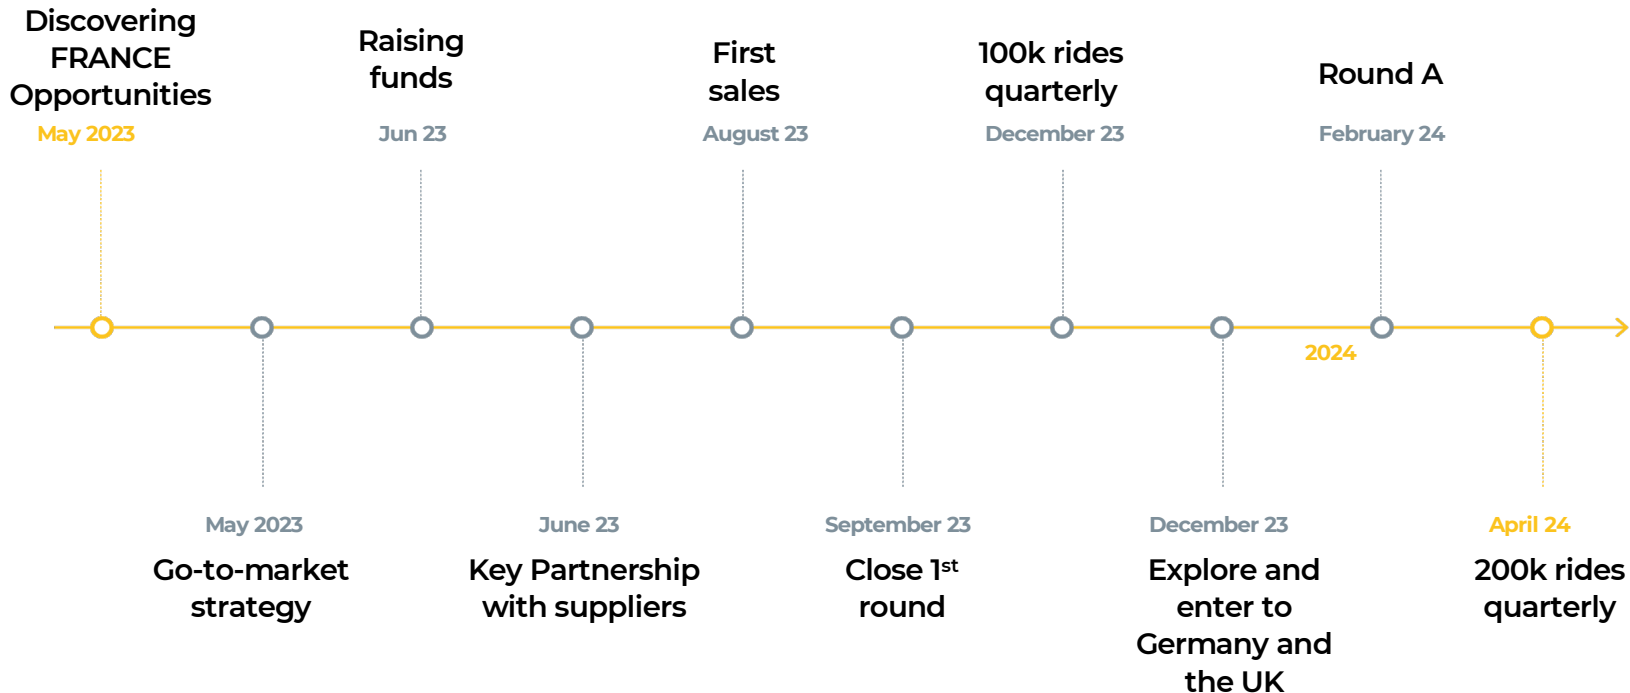 Discovering
FRANCE
Opportunities
May 2023
Raising
funds
Jun 23
First
sales
August 23
100k rides
quarterly
December 23
Round A
February 24
2024
May 2023
Go-to-market
strategy
June 23
Key Partnership
with suppliers
September 23
Close 1st
round
December 23
Explore and
enter to
Germany and
the UK
April 24
200k rides
quarterly